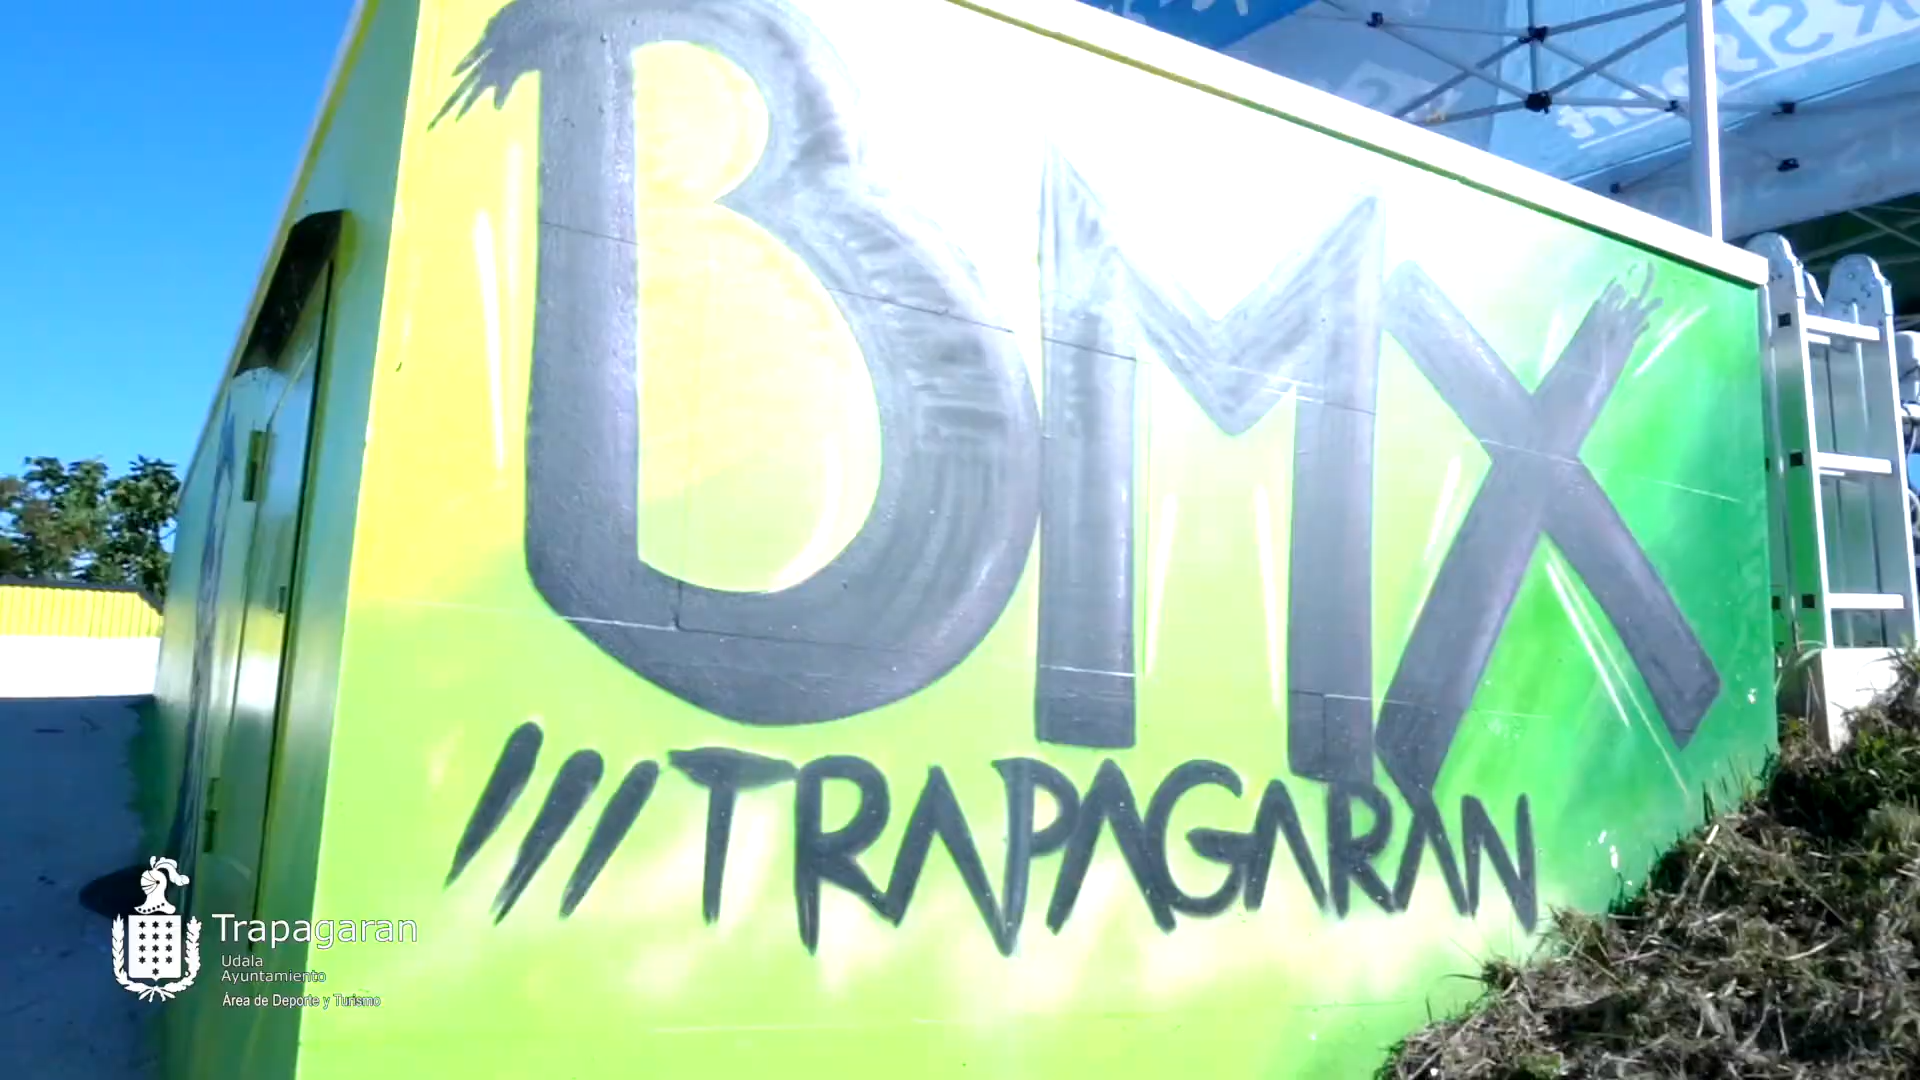 BMX
TRAPAGARAN
Trapagaran
Udala
Ayuntamiento
Área de Deporte y Turismo